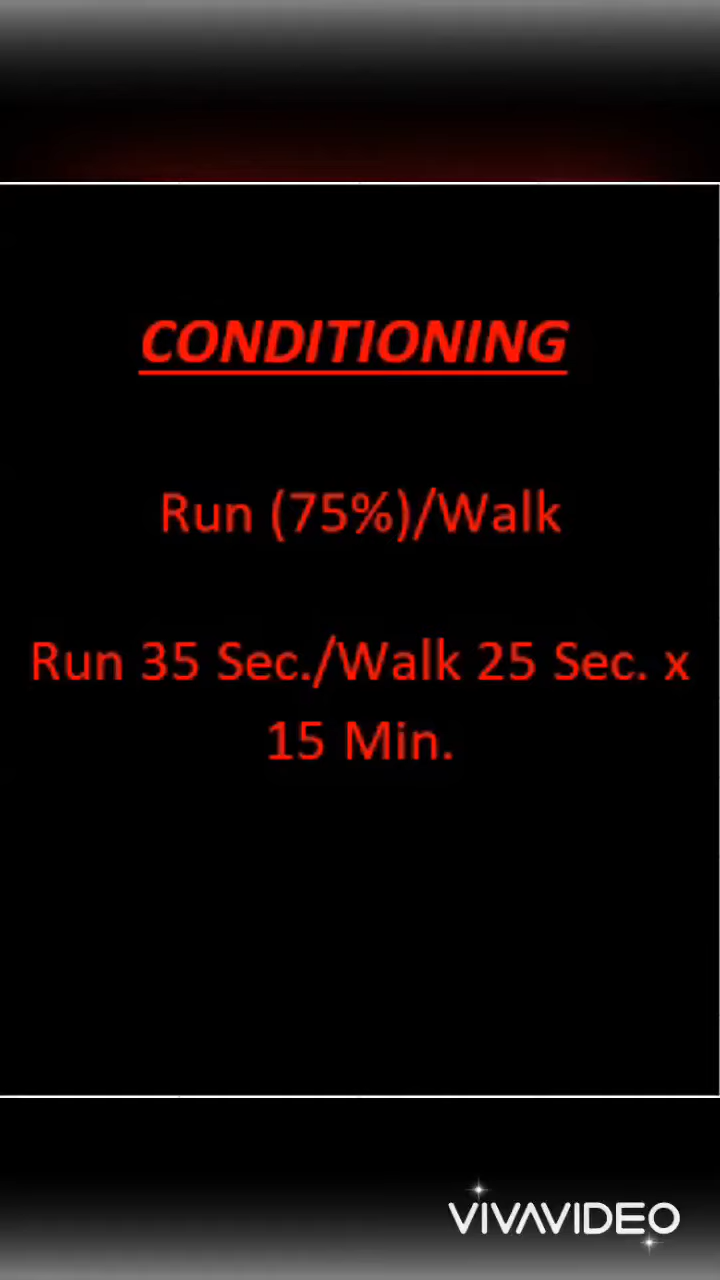 CONDITIONING
Run (75%)/Walk
Run 35 Sec./Walk 25 Sec. x
15 Min.
VIVAVIDEO